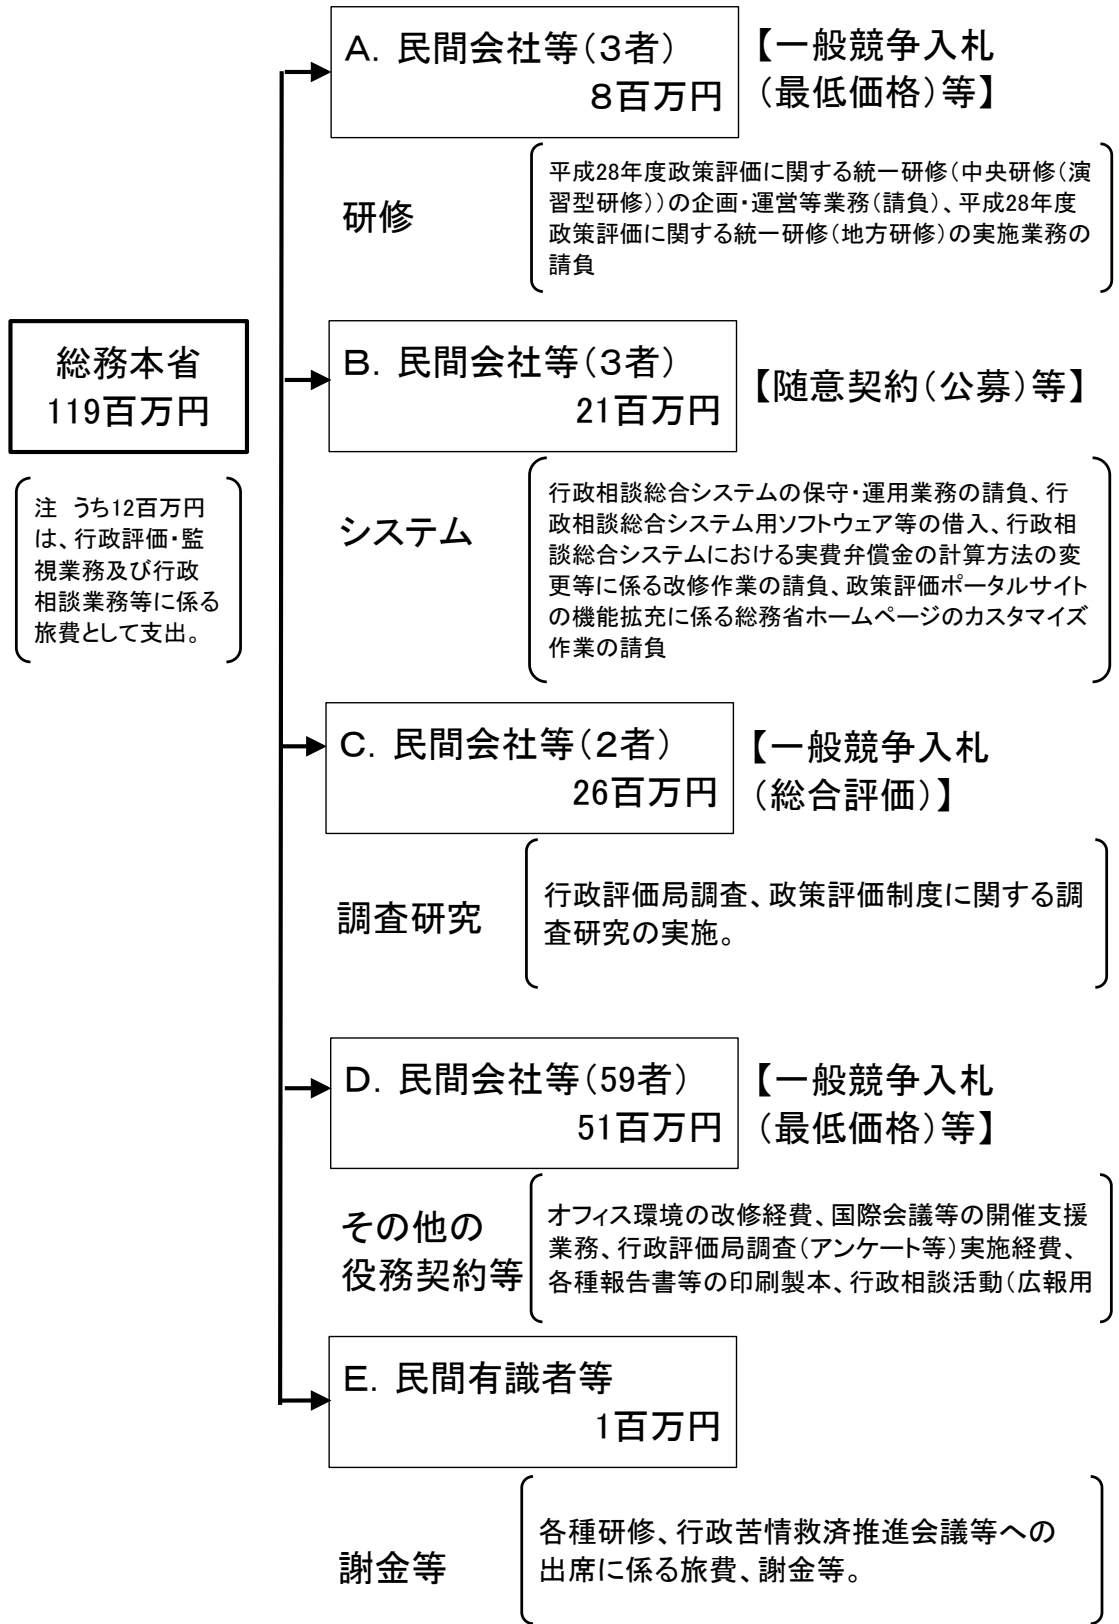 A. 民間会社等(3者)
8百万円
【一般競争入札
(最低価格)等】
研修
平成28年度政策評価に関する統一研修(中央研修(演
習型研修))の企画・運営等業務(請負)、平成28年度
政策評価に関する統一研修(地方研修)の実施業務の
請負
総務本省
119百万円
注 うち12百万円
は、行政評価・監
視業務及び行政
相談業務等に係る
旅費として支出。
B. 民間会社等(3者)
21百万円
【随意契約(公募)等】
システム
行政相談総合システムの保守・運用業務の請負、行
政相談総合システム用ソフトウェア等の借入、行政相
談総合システムにおける実費弁償金の計算方法の変
更等に係る改修作業の請負、政策評価ポータルサイト
の機能拡充に係る総務省ホームページのカスタマイズ
作業の請負
C. 民間会社等(2者)
26百万円
【一般競争入札
(総合評価)】
調査研究
行政評価局調査、政策評価制度に関する調
査研究の実施。
D. 民間会社等(59者)
51百万円
【一般競争入札
(最低価格)等】
その他の
役務契約等
オフィス環境の改修経費、国際会議等の開催支援
業務、行政評価局調査(アンケート等)実施経費、
各種報告書等の印刷製本、行政相談活動(広報用
E. 民間有識者等
1百万円
謝金等
各種研修、行政苦情救済推進会議等への
出席に係る旅費、謝金等。